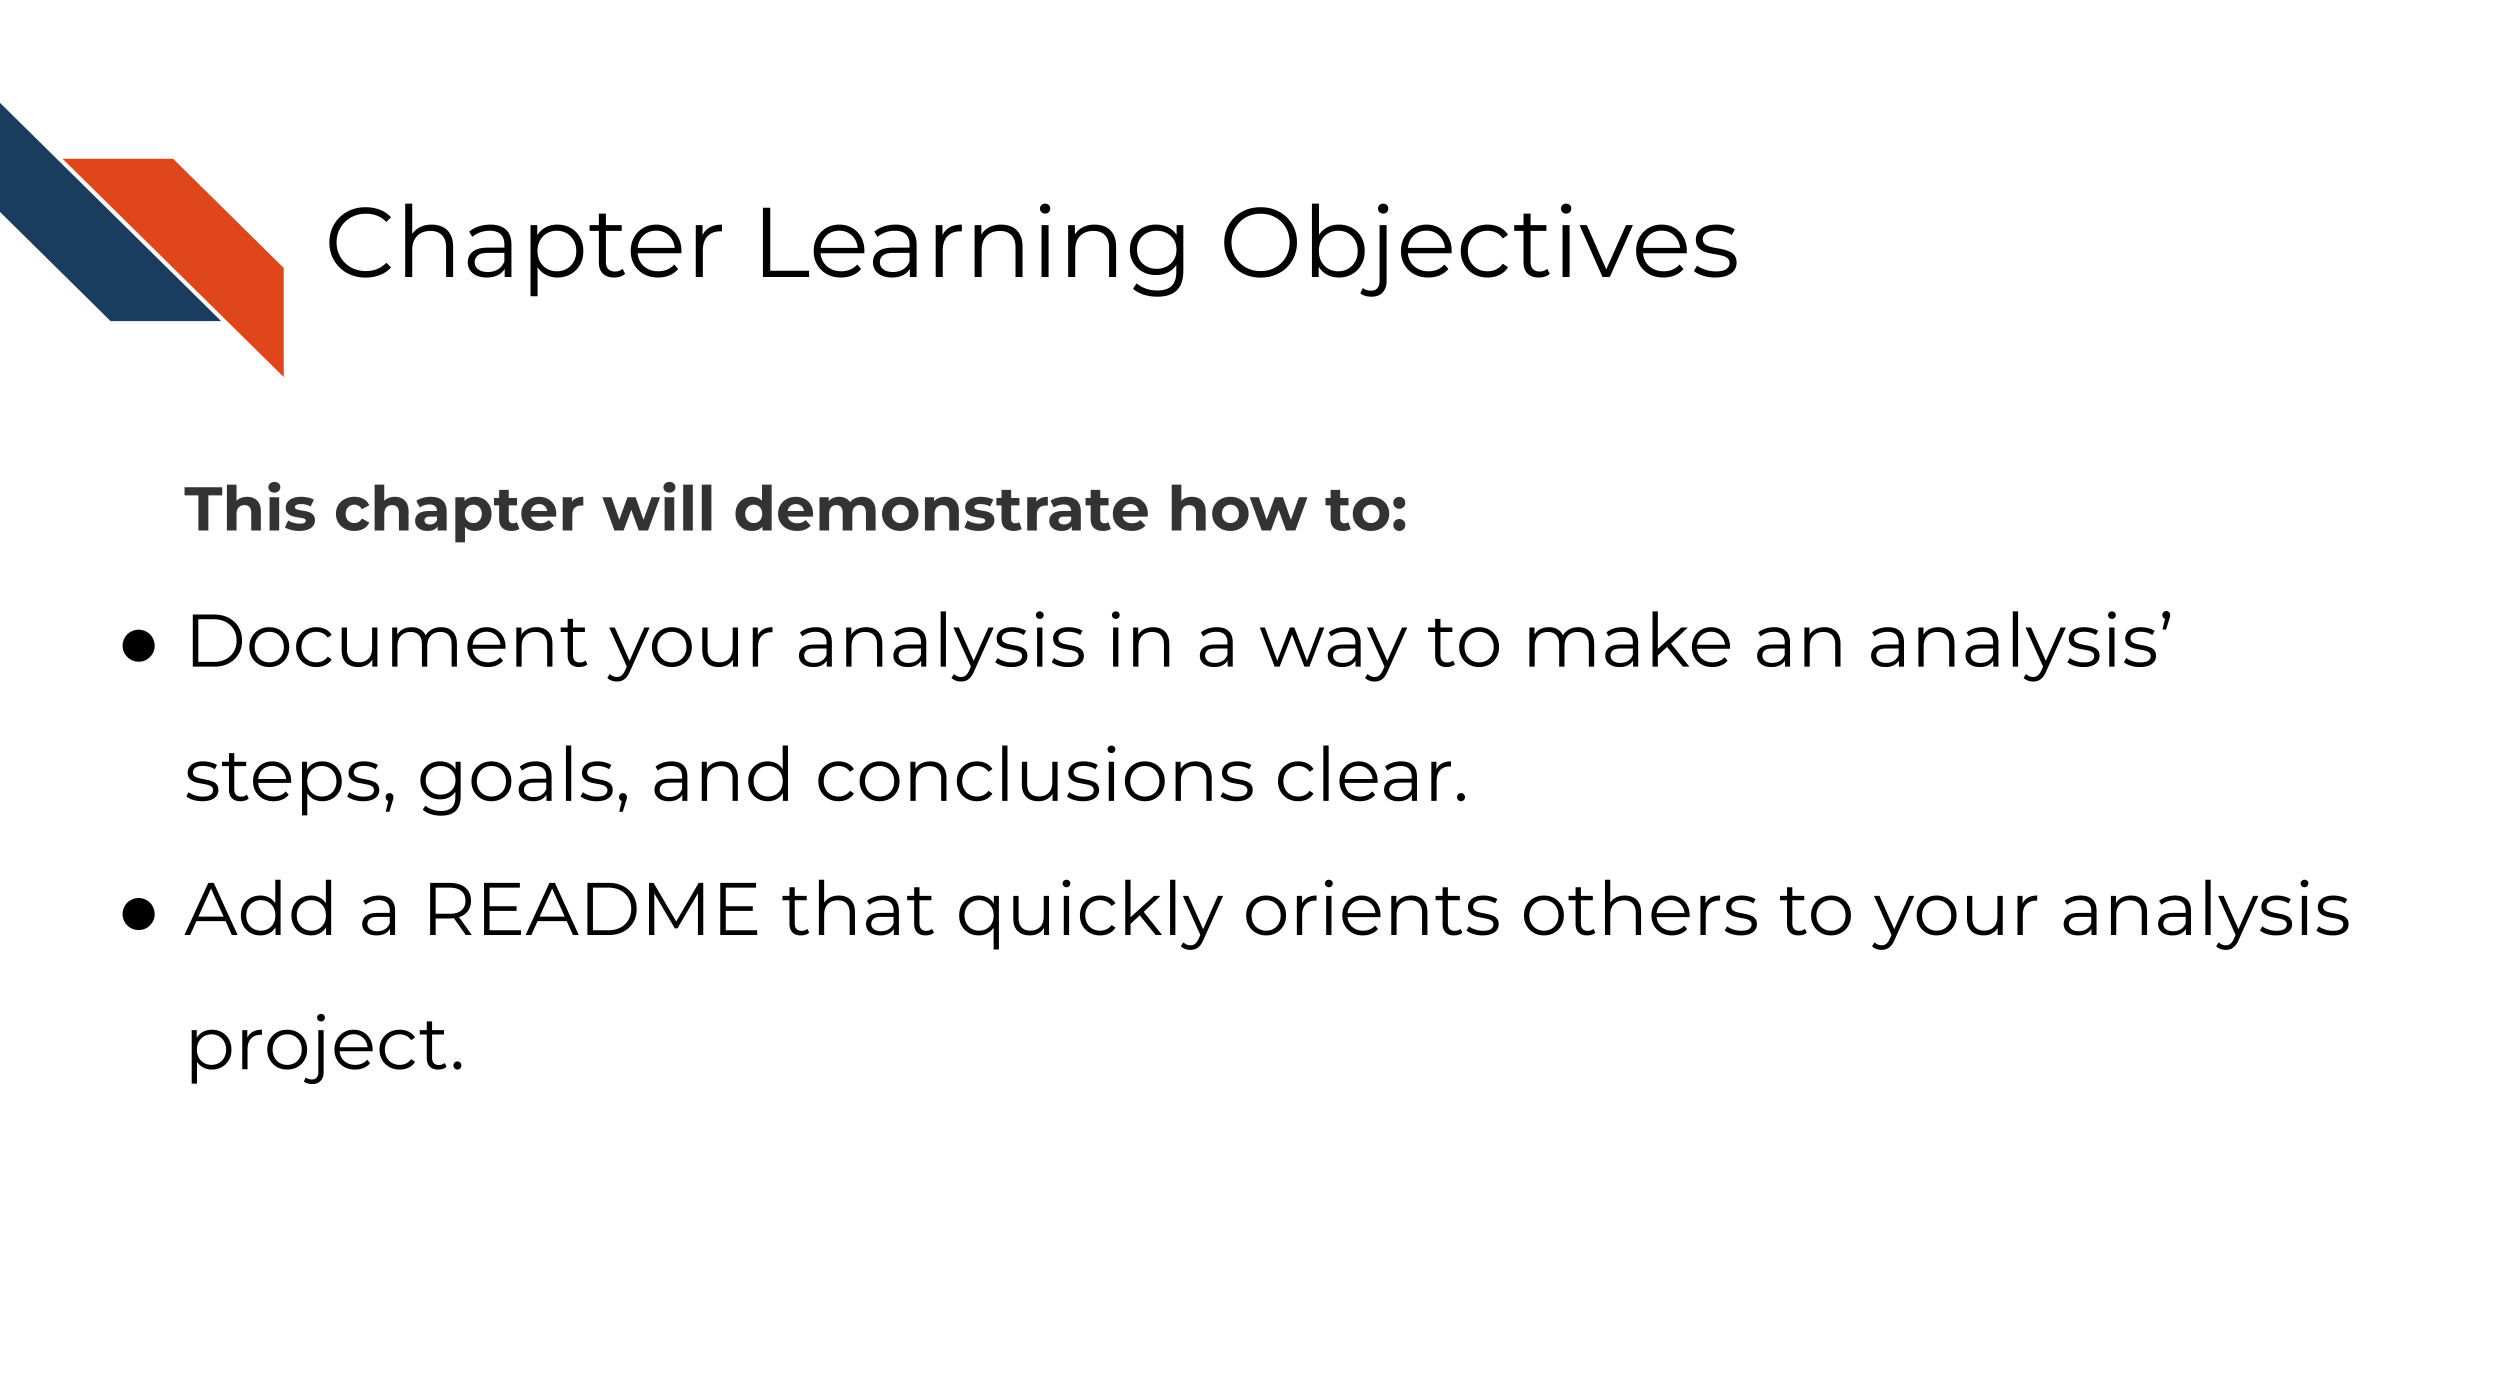 Chapter Learning Objectives
This chapter will demonstrate how to:
● Document your analysis in a way to make an analysis’
steps, goals, and conclusions clear.
● Add a README that quickly orients others to your analysis
project.